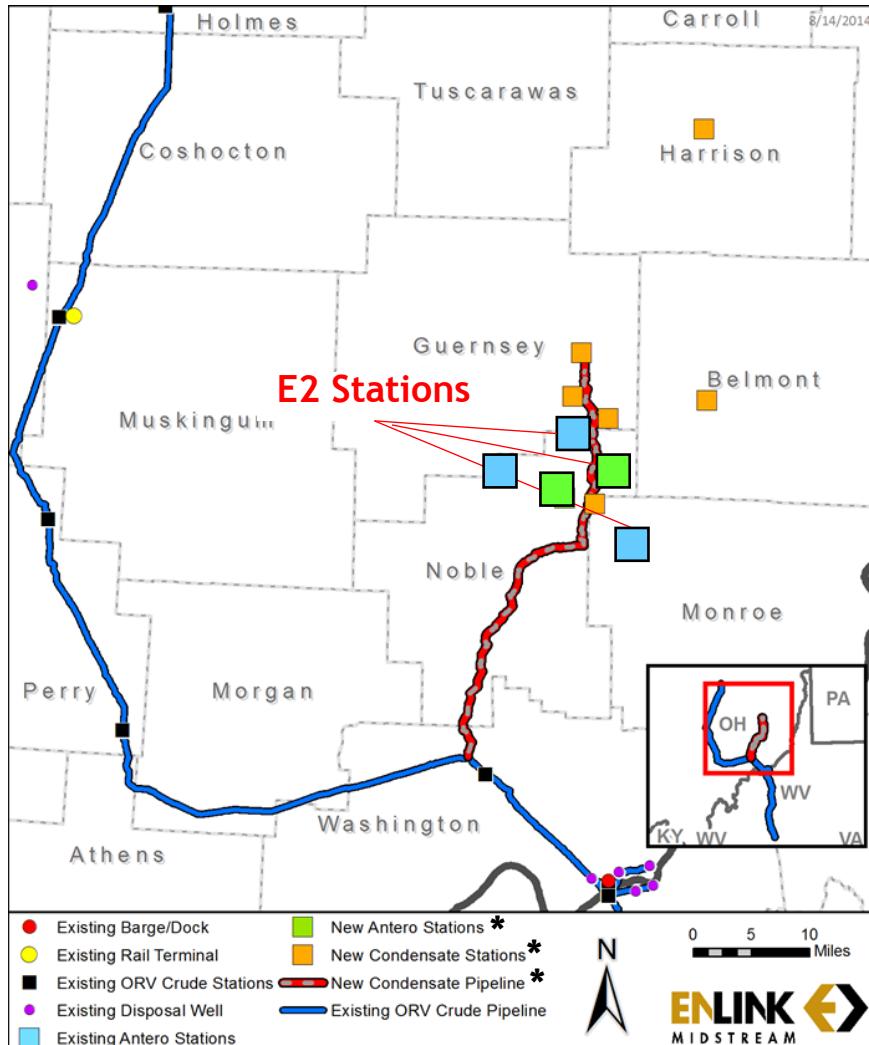 Holmes
Carroll
8/14/2014
Tuscarawas
Coshocton
Harrison
Guernsey
Belmont
E2 Stations
Muskingum
Noble
Monroe
Perry
Morgan
PA
OH
WV
KY
WV
VA
Washington
Athens
Existing Barge/Dock
Existing Rail Terminal
Existing ORV Crude Stations
Existing Disposal Well
Existing Antero Stations
New Antero Stations *
New Condensate Stations *
New Condensate Pipeline *
Existing ORV Crude Pipeline
N
0 5 10
Miles
ENLINK
MIDSTREAM